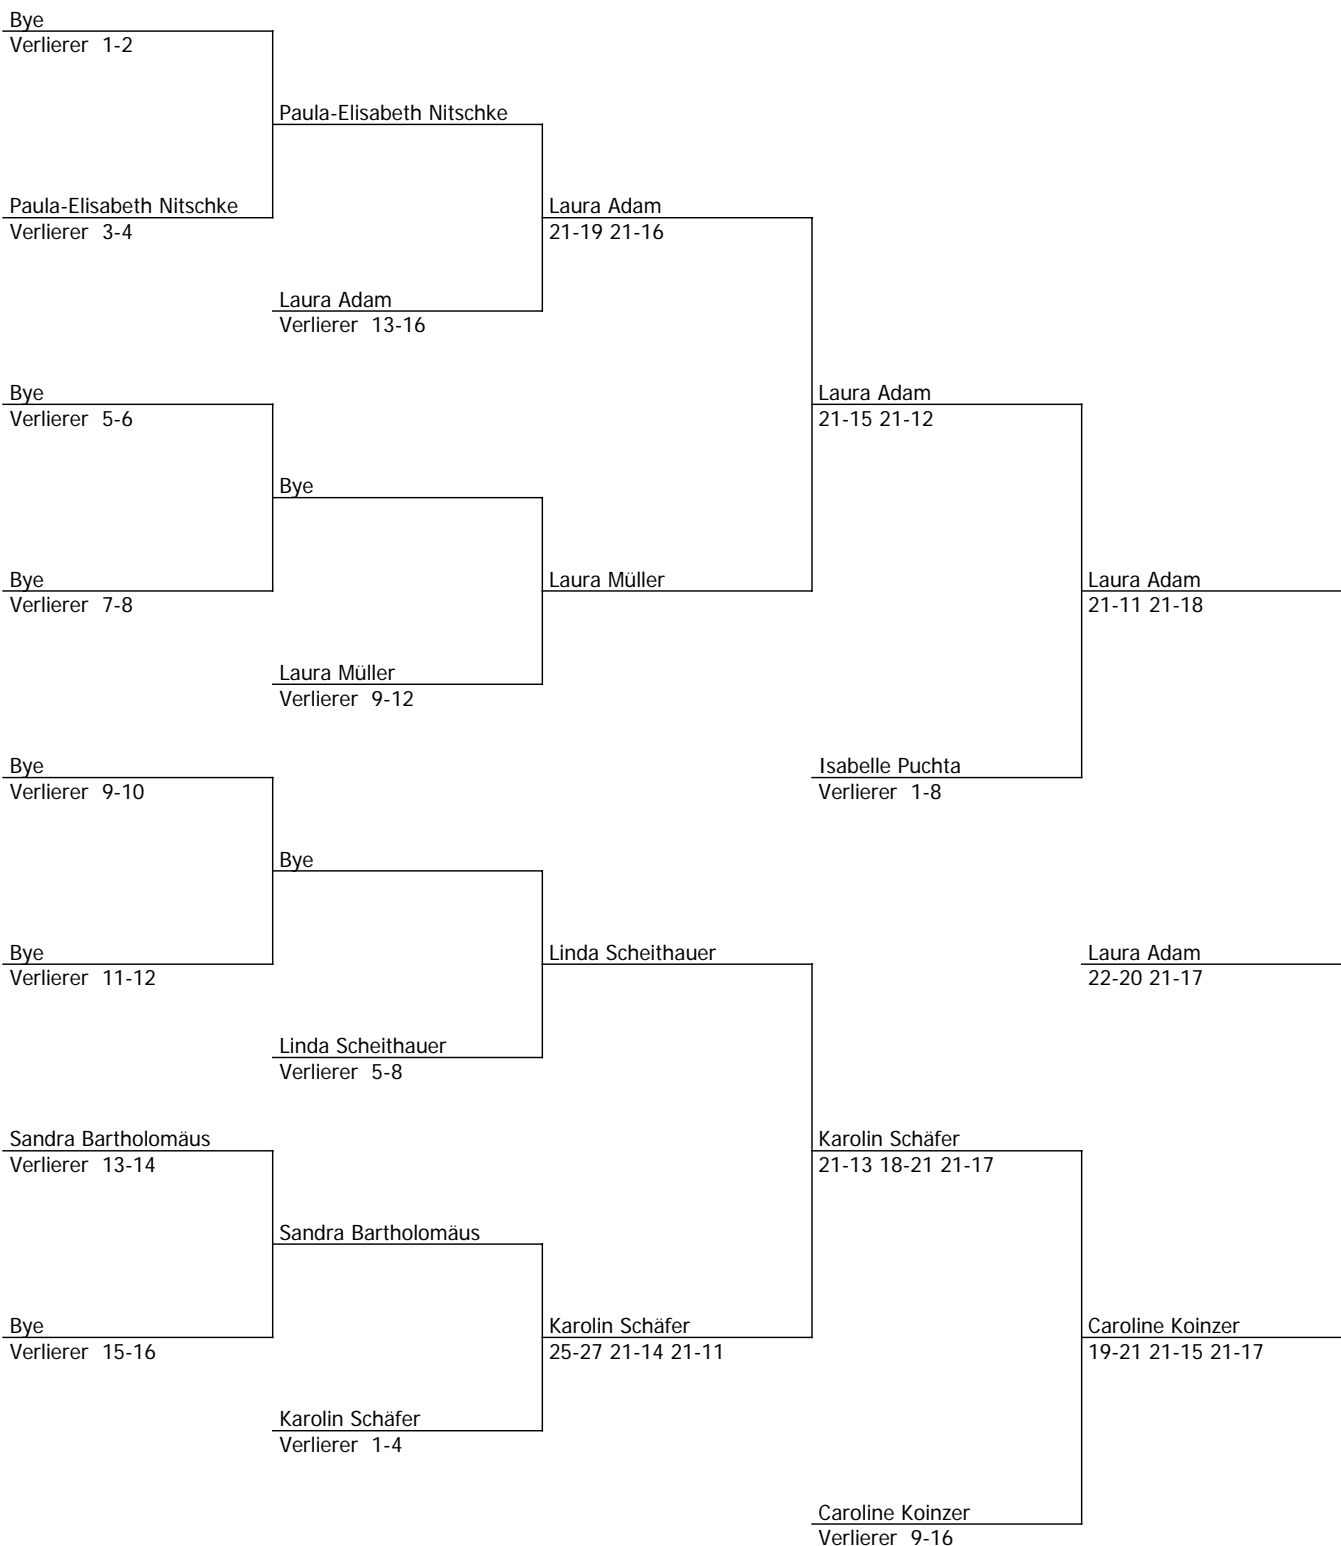 Bye
Verlierer 1-2
Paula-Elisabeth Nitschke
Paula-Elisabeth Nitschke
Verlierer 3-4
Laura Adam
21-19 21-16
Laura Adam
Verlierer 13-16
Bye
Verlierer 5-6
Laura Adam
21-15 21-12
Bye
Bye
Verlierer 7-8
Laura Müller
Laura Adam
21-11 21-18
Laura Müller
Verlierer 9-12
Bye
Verlierer 9-10
Isabelle Puchta
Verlierer 1-8
Bye
Bye
Verlierer 11-12
Linda Scheithauer
Laura Adam
22-20 21-17
Linda Scheithauer
Verlierer 5-8
Sandra Bartholomäus
Verlierer 13-14
Karolin Schäfer
21-13 18-21 21-17
Sandra Bartholomäus
Bye
Verlierer 15-16
Karolin Schäfer
25-27 21-14 21-11
Caroline Koinzer
19-21 21-15 21-17
Karolin Schäfer
Verlierer 1-4
Caroline Koinzer
Verlierer 9-16